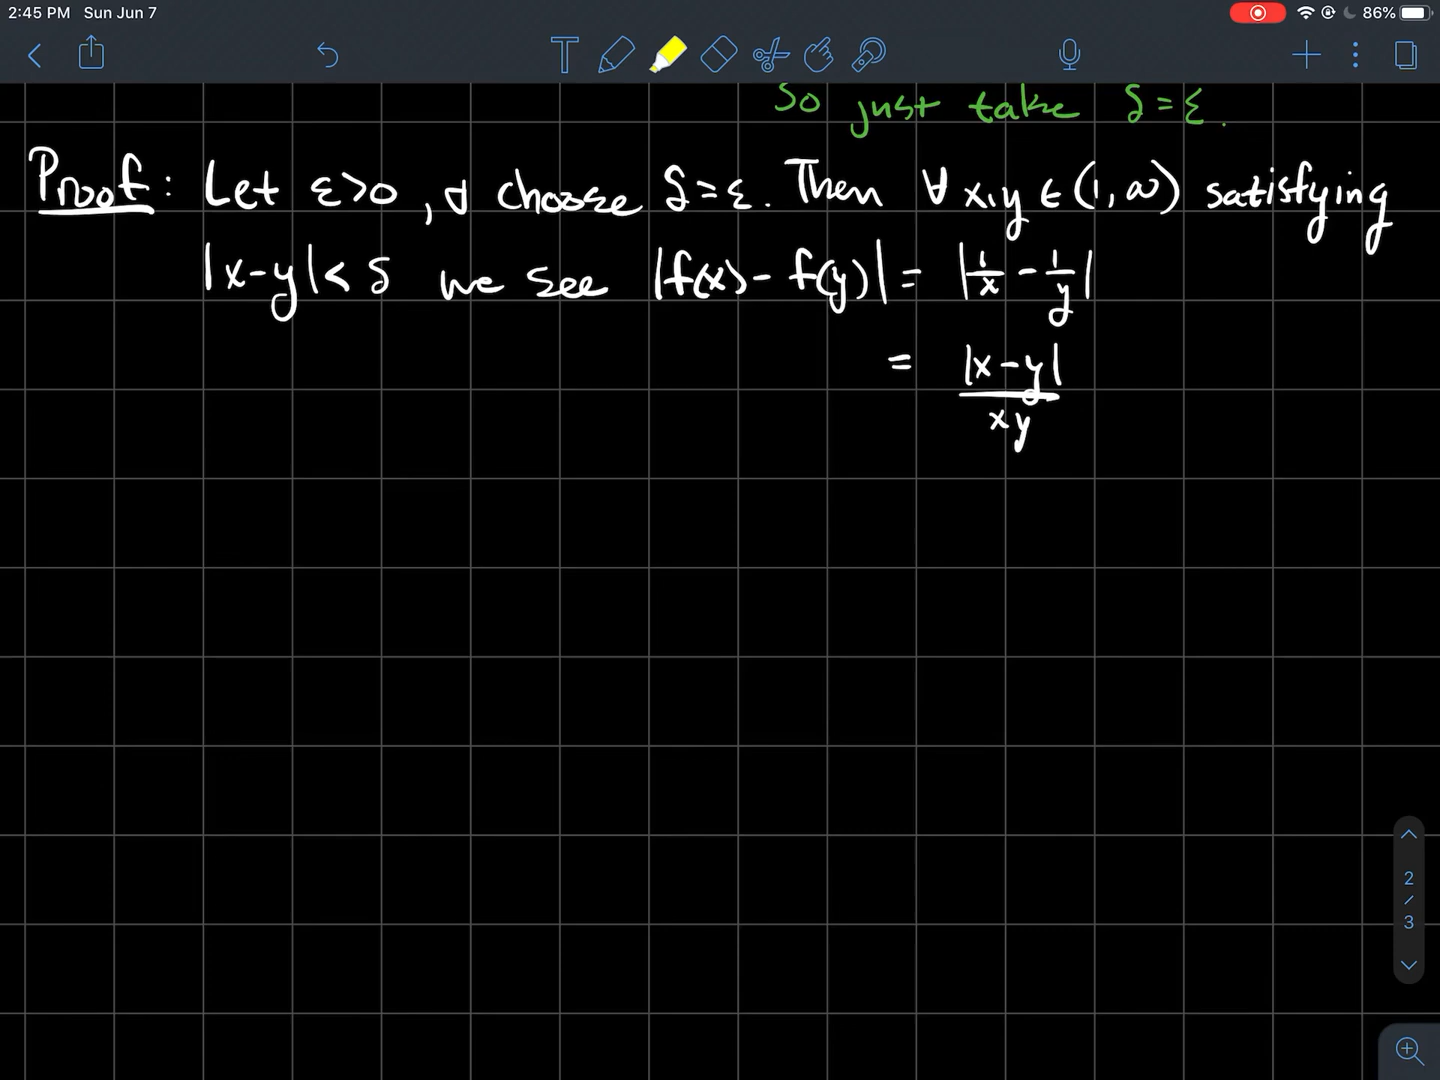 2:45 PM Sun Jun 7 86%
So just take δ = ε.
Proof: Let ε>0, & choose δ=ε. Then ∀ x,y ∈ (1,∞) satisfying
|x-y|< δ we see |f(x) - f(y)| = |1/x - 1/y|
= |x-y|/xy
2/3